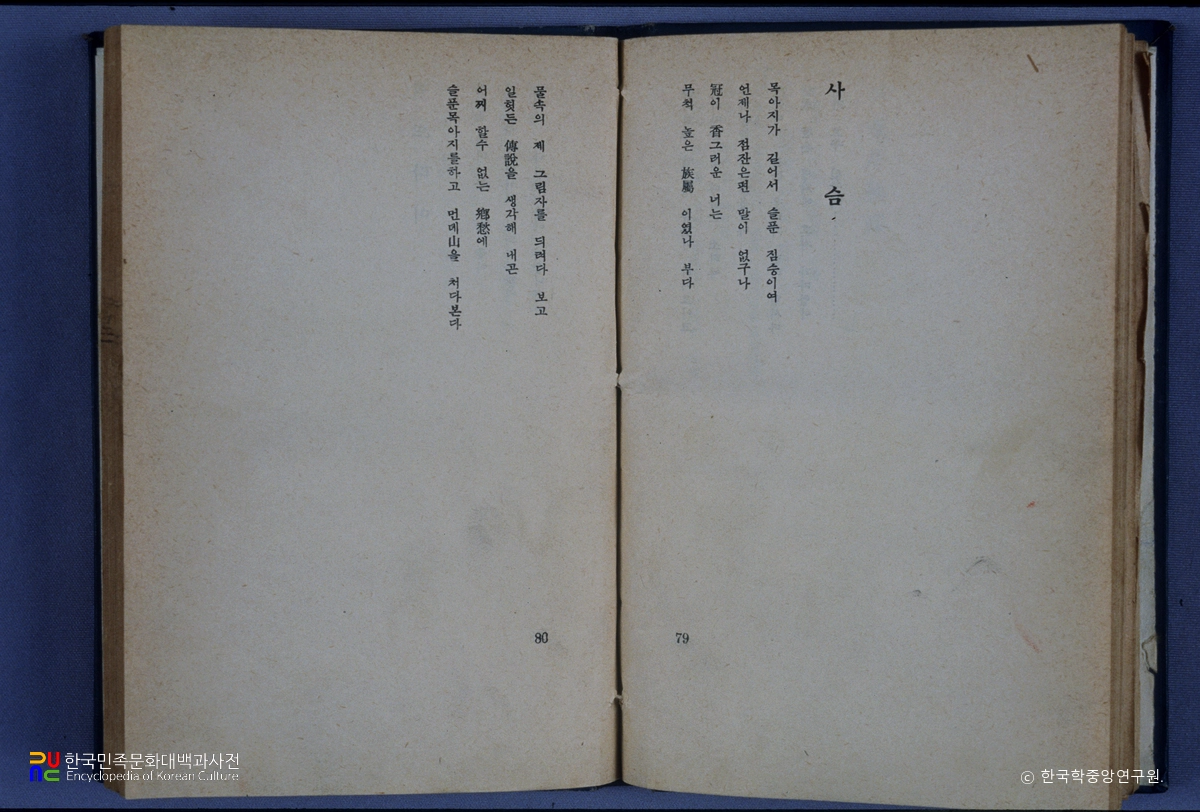 사슴
목아지가 길어서 슬푼 짐승이여
언제나 점잔은편 말이 없구나
冠이 香그러운 너는
무척 높은 族屬이였나 부다
79
물속의 제 그림자를 듸려다 보고
일헛든 傳說을 생각해 내곤
어찌 할수 없는 鄕愁에
슬푼목아지를하고 먼데山을 처다본다
80
한국민족문화대백과사전
Encyclopedia of Korean Culture
© 한국학중앙연구원.